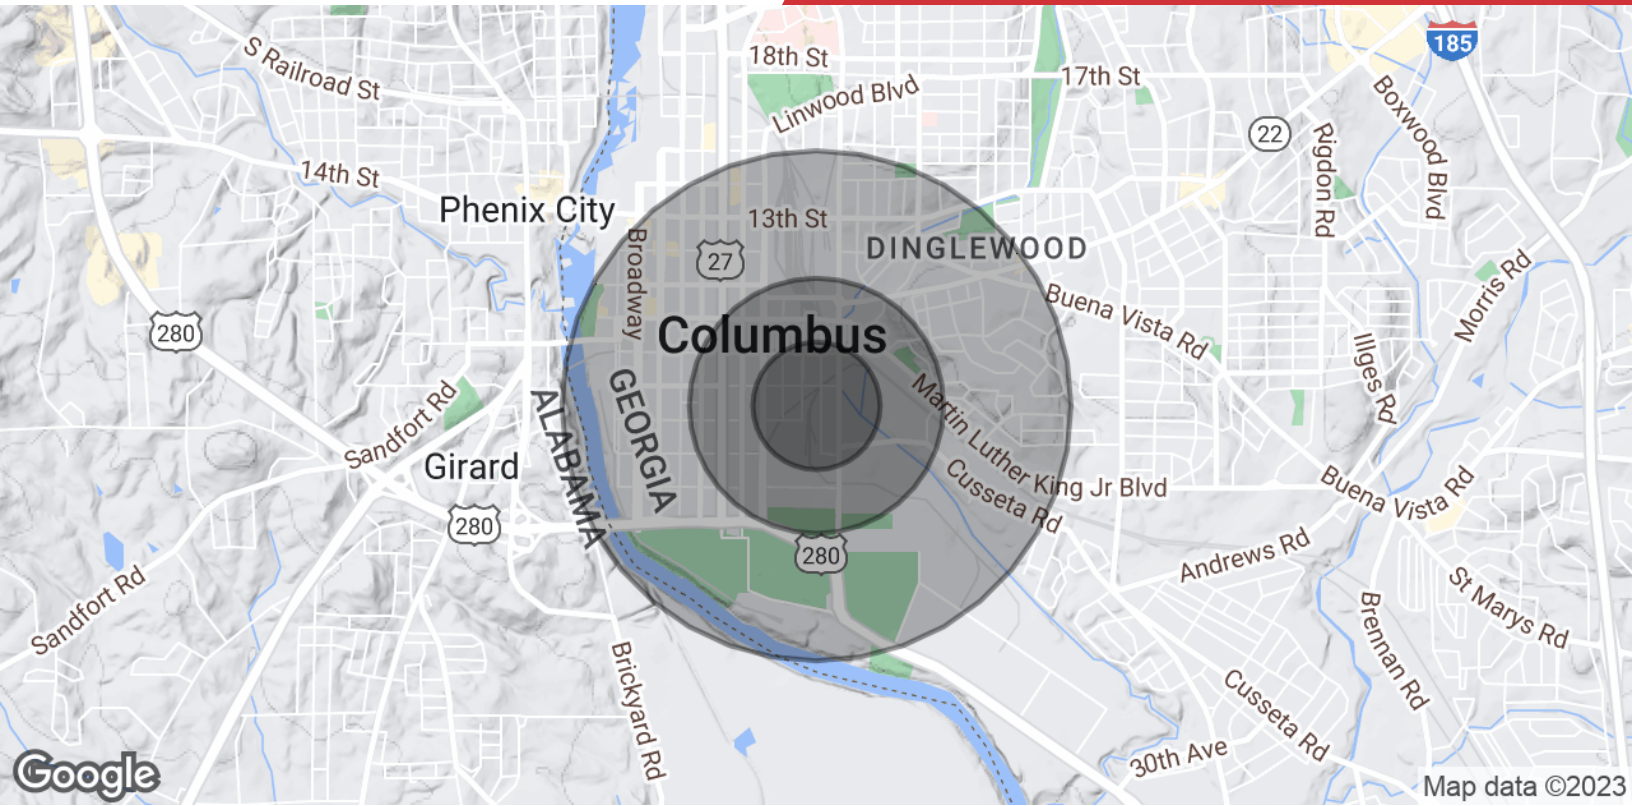 185
18th St
17th St
S Railroad St
Linwood Blvd
Boxwood Blvd
22
Rigdon Rd
14th St
Phenix City
13th St
Broadway
27
DINGLEWOOD
Morris Rd
Buena Vista Rd
280
Columbus
Illges Rd
GEORGIA
ALABAMA
Sandfort Rd
Martin Luther King Jr Blvd
Girard
Cusseta Rd
Buena Vista Rd
280
280
Andrews Rd
Sandfort Rd
St Marys Rd
Brennan Rd
Brickyard Rd
Cusseta Rd
30th Ave
Google
Map data ©2023